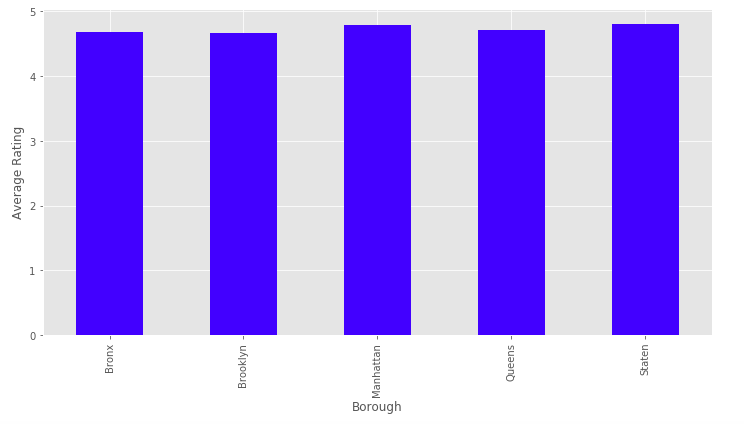 5
4
3
2
1
0
Average Rating
Bronx
Brooklyn
Manhattan
Queens
Staten
Borough